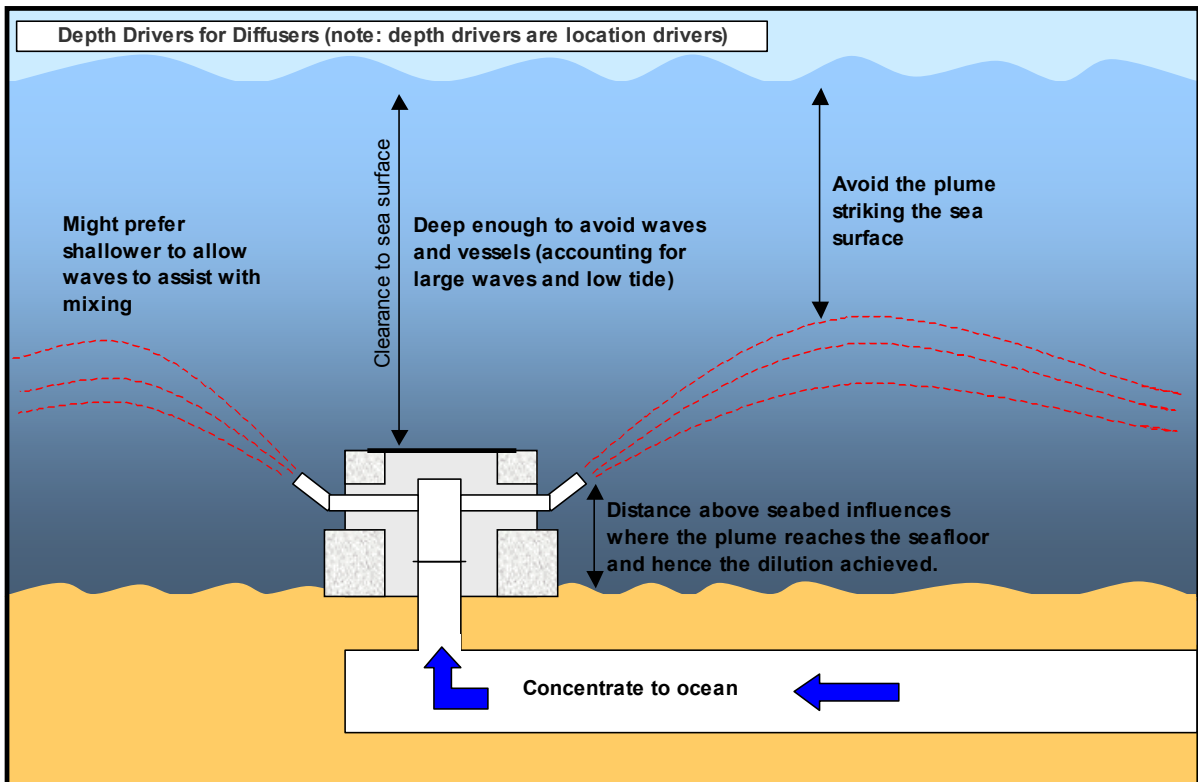 Depth Drivers for Diffusers (note: depth drivers are location drivers)
Might prefer
shallower to allow
waves to assist with
mixing
Clearance to sea surface
Deep enough to avoid waves
and vessels (accounting for
large waves and low tide)
Avoid the plume
striking the sea
surface
Distance above seabed influences
where the plume reaches the seafloor
and hence the dilution achieved.
Concentrate to ocean